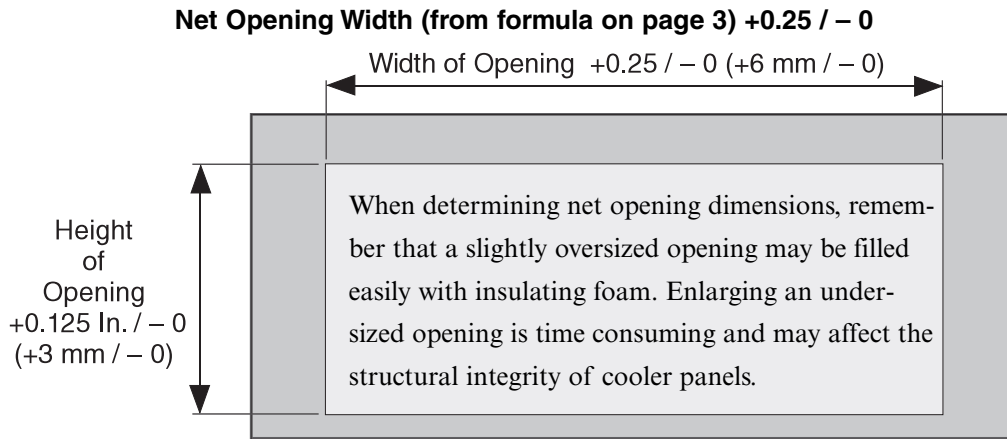 Net Opening Width (from formula on page 3) +0.25 / – 0
Width of Opening +0.25 / – 0 (+6 mm / – 0)
Height
of
Opening
+0.125 In. / – 0
(+3 mm / – 0)
When determining net opening dimensions, remem-
ber that a slightly oversized opening may be filled
easily with insulating foam. Enlarging an under-
sized opening is time consuming and may affect the
structural integrity of cooler panels.